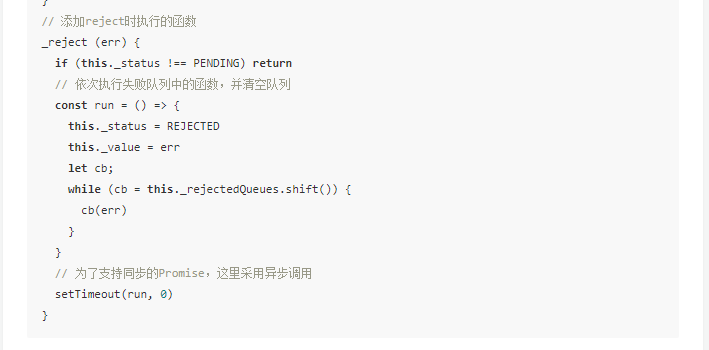 }
// 添加reject时执行的函数
_reject (err) {
if (this._status !== PENDING) return
// 依次执行失败队列中的函数，并清空队列
const run = () => {
this._status = REJECTED
this._value = err
let cb;
while (cb = this._rejectedQueues.shift()) {
cb(err)
}
}
// 为了支持同步的Promise，这里采用异步调用
setTimeout(run, 0)
}